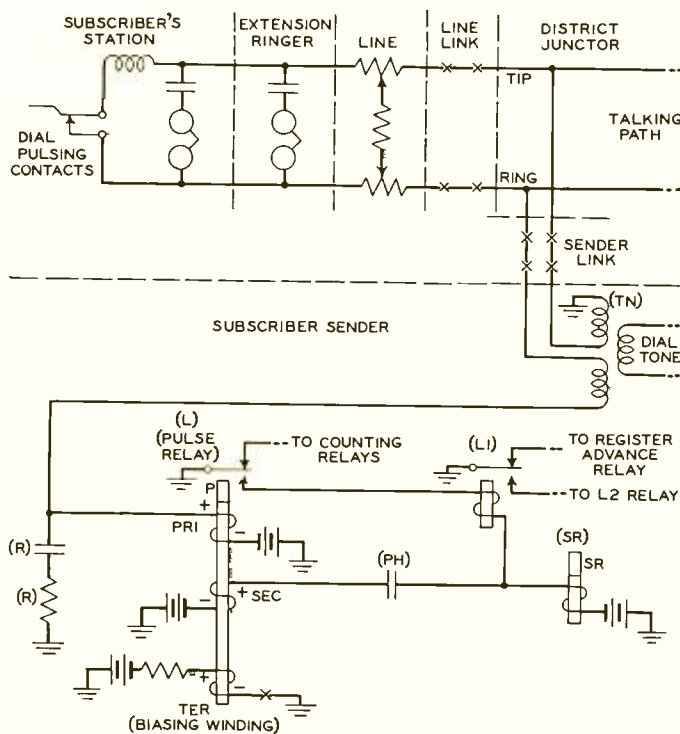 SUBSCRIBER'S
STATION
EXTENSION
RINGER
LINE
LINE
LINK
DISTRICT
JUNCTOR
DIAL
PULSING
CONTACTS
TIP
TALKING
PATH
RING
SENDER
LINK
SUBSCRIBER SENDER
(TN)
DIAL
TONE
(L)
(PULSE
RELAY)
TO COUNTING
RELAYS
(L1)
TO REGISTER
ADVANCE
RELAY
TO L2 RELAY
P
+
PRI
-
(R)
(R)
+ SEC
-
(PH)
(SR)
SR
+
-
TER
(BIASING WINDING)